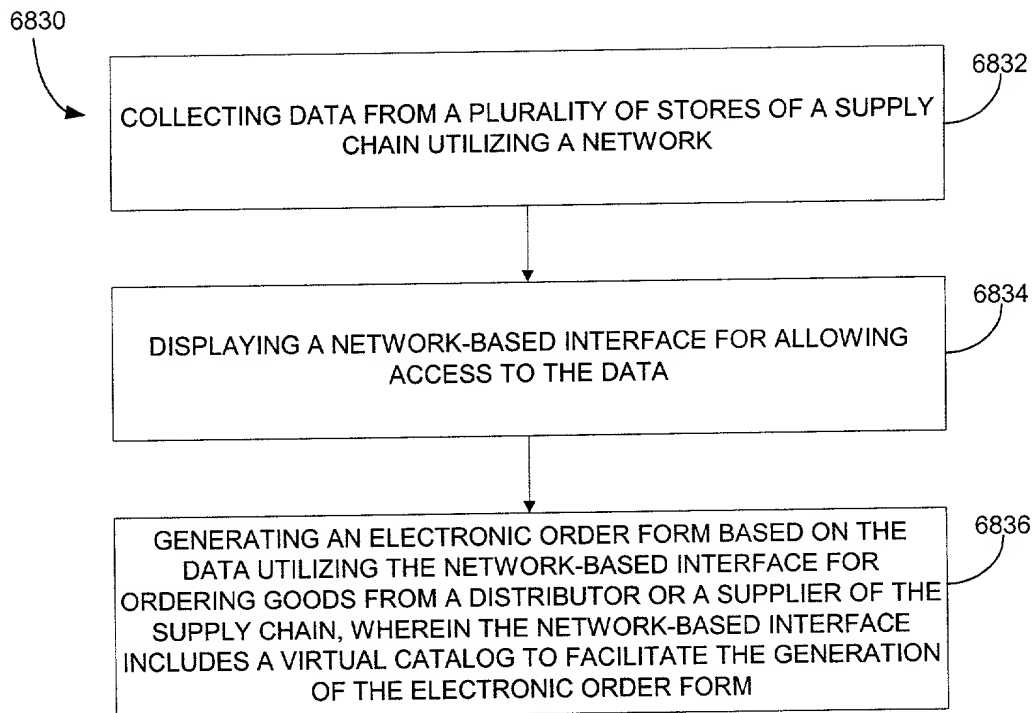 6830
6832
COLLECTING DATA FROM A PLURALITY OF STORES OF A SUPPLY
CHAIN UTILIZING A NETWORK
6834
DISPLAYING A NETWORK-BASED INTERFACE FOR ALLOWING
ACCESS TO THE DATA
6836
GENERATING AN ELECTRONIC ORDER FORM BASED ON THE
DATA UTILIZING THE NETWORK-BASED INTERFACE FOR
ORDERING GOODS FROM A DISTRIBUTOR OR A SUPPLIER OF THE
SUPPLY CHAIN, WHEREIN THE NETWORK-BASED INTERFACE
INCLUDES A VIRTUAL CATALOG TO FACILITATE THE GENERATION
OF THE ELECTRONIC ORDER FORM